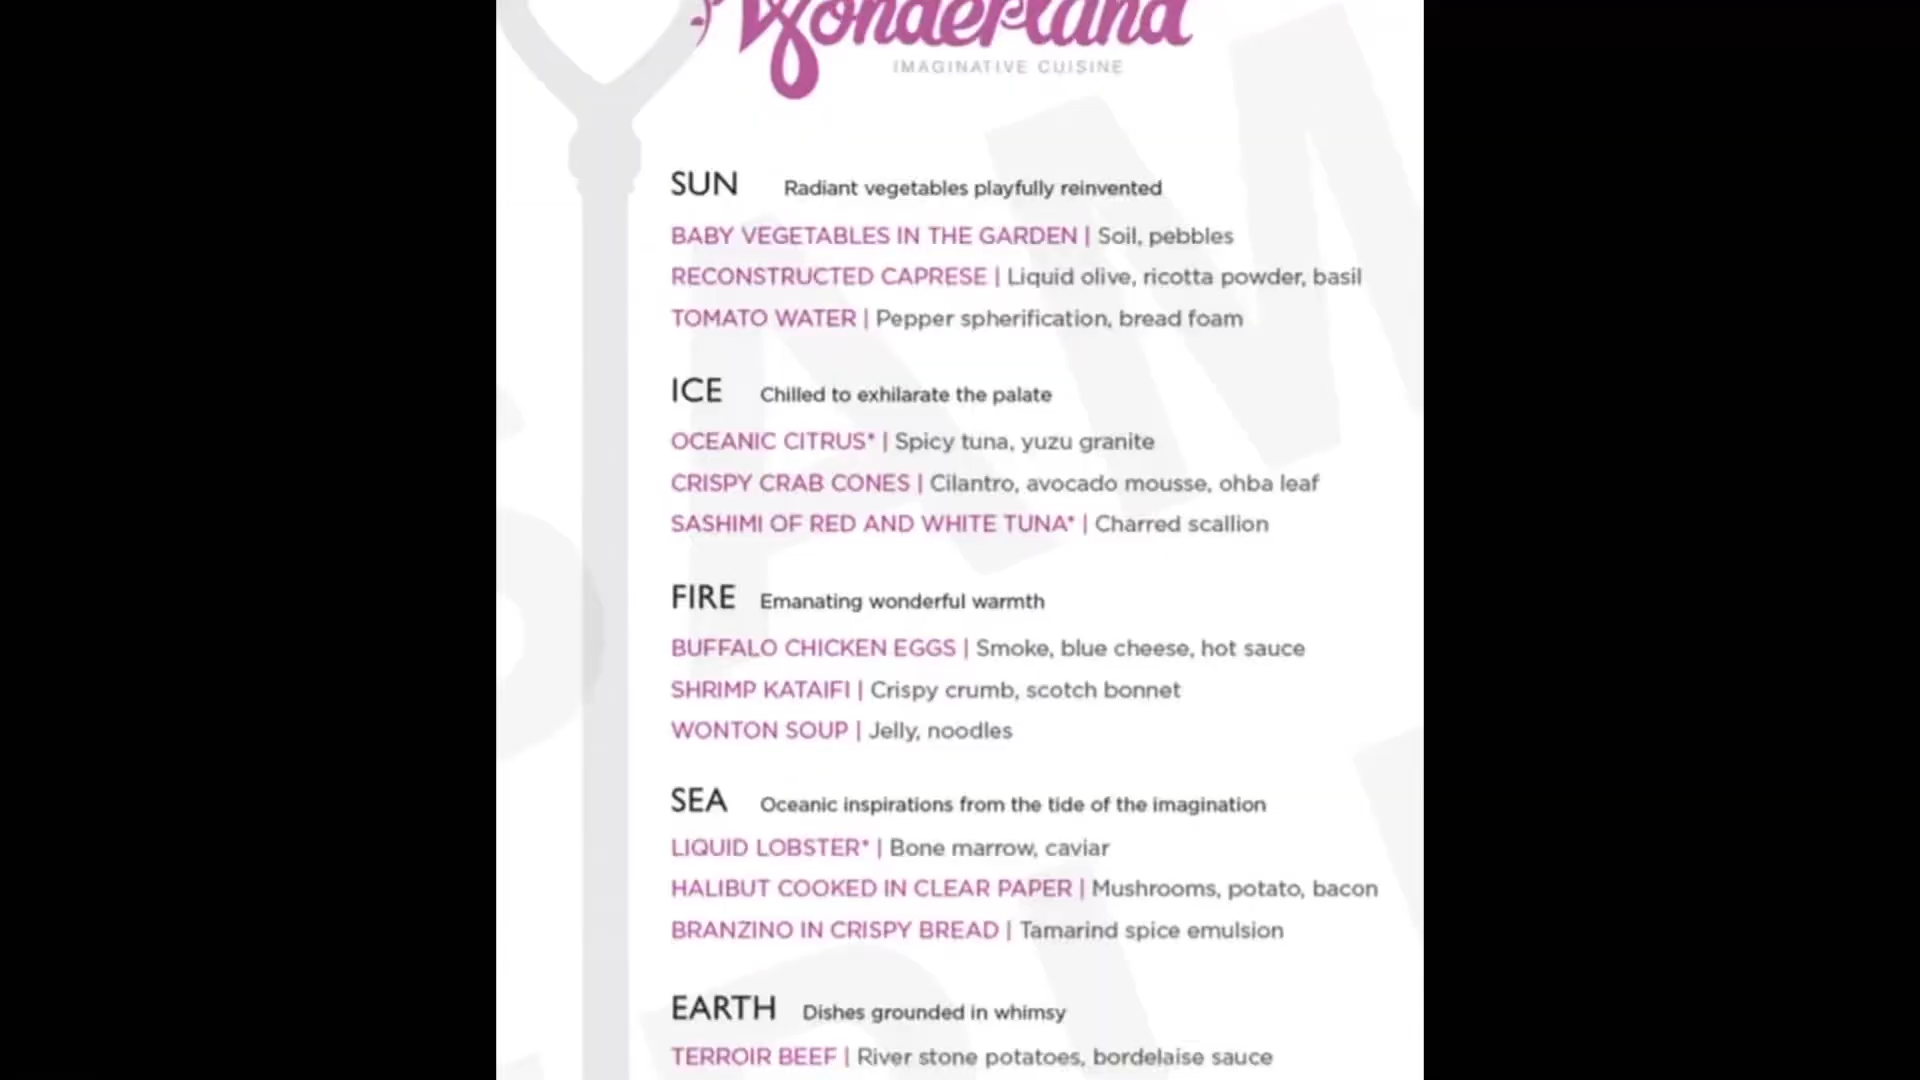 Wonderland
IMAGINATIVE CUISINE
SUN Radiant vegetables playfully reinvented
BABY VEGETABLES IN THE GARDEN | Soil, pebbles
RECONSTRUCTED CAPRESE | Liquid olive, ricotta powder, basil
TOMATO WATER | Pepper spherification, bread foam
ICE Chilled to exhilarate the palate
OCEANIC CITRUS* | Spicy tuna, yuzu granite
CRISPY CRAB CONES | Cilantro, avocado mousse, ohba leaf
SASHIMI OF RED AND WHITE TUNA* | Charred scallion
FIRE Emanating wonderful warmth
BUFFALO CHICKEN EGGS | Smoke, blue cheese, hot sauce
SHRIMP KATAIFI | Crispy crumb, scotch bonnet
WONTON SOUP | Jelly, noodles
SEA Oceanic inspirations from the tide of the imagination
LIQUID LOBSTER* | Bone marrow, caviar
HALIBUT COOKED IN CLEAR PAPER | Mushrooms, potato, bacon
BRANZINO IN CRISPY BREAD | Tamarind spice emulsion
EARTH Dishes grounded in whimsy
TERROIR BEEF | River stone potatoes, bordelaise sauce